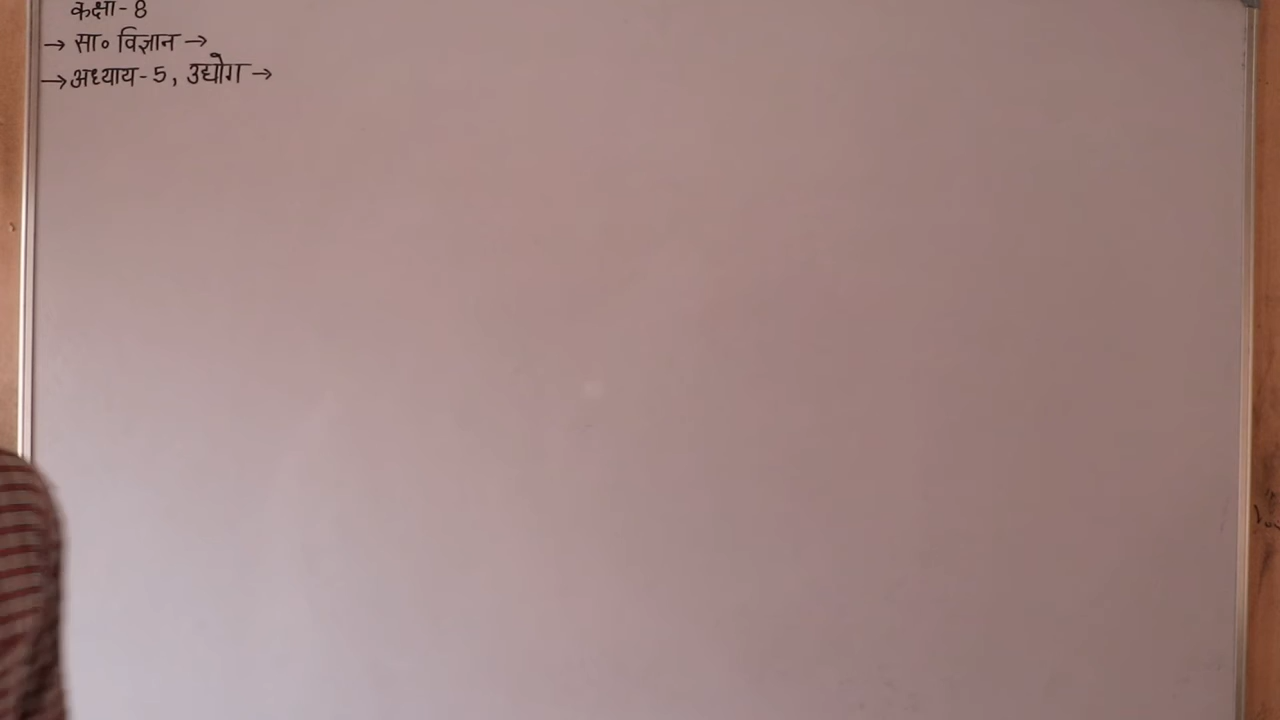 कक्षा-8
→ सा० विज्ञान →
→ अध्याय-5, उद्योग →